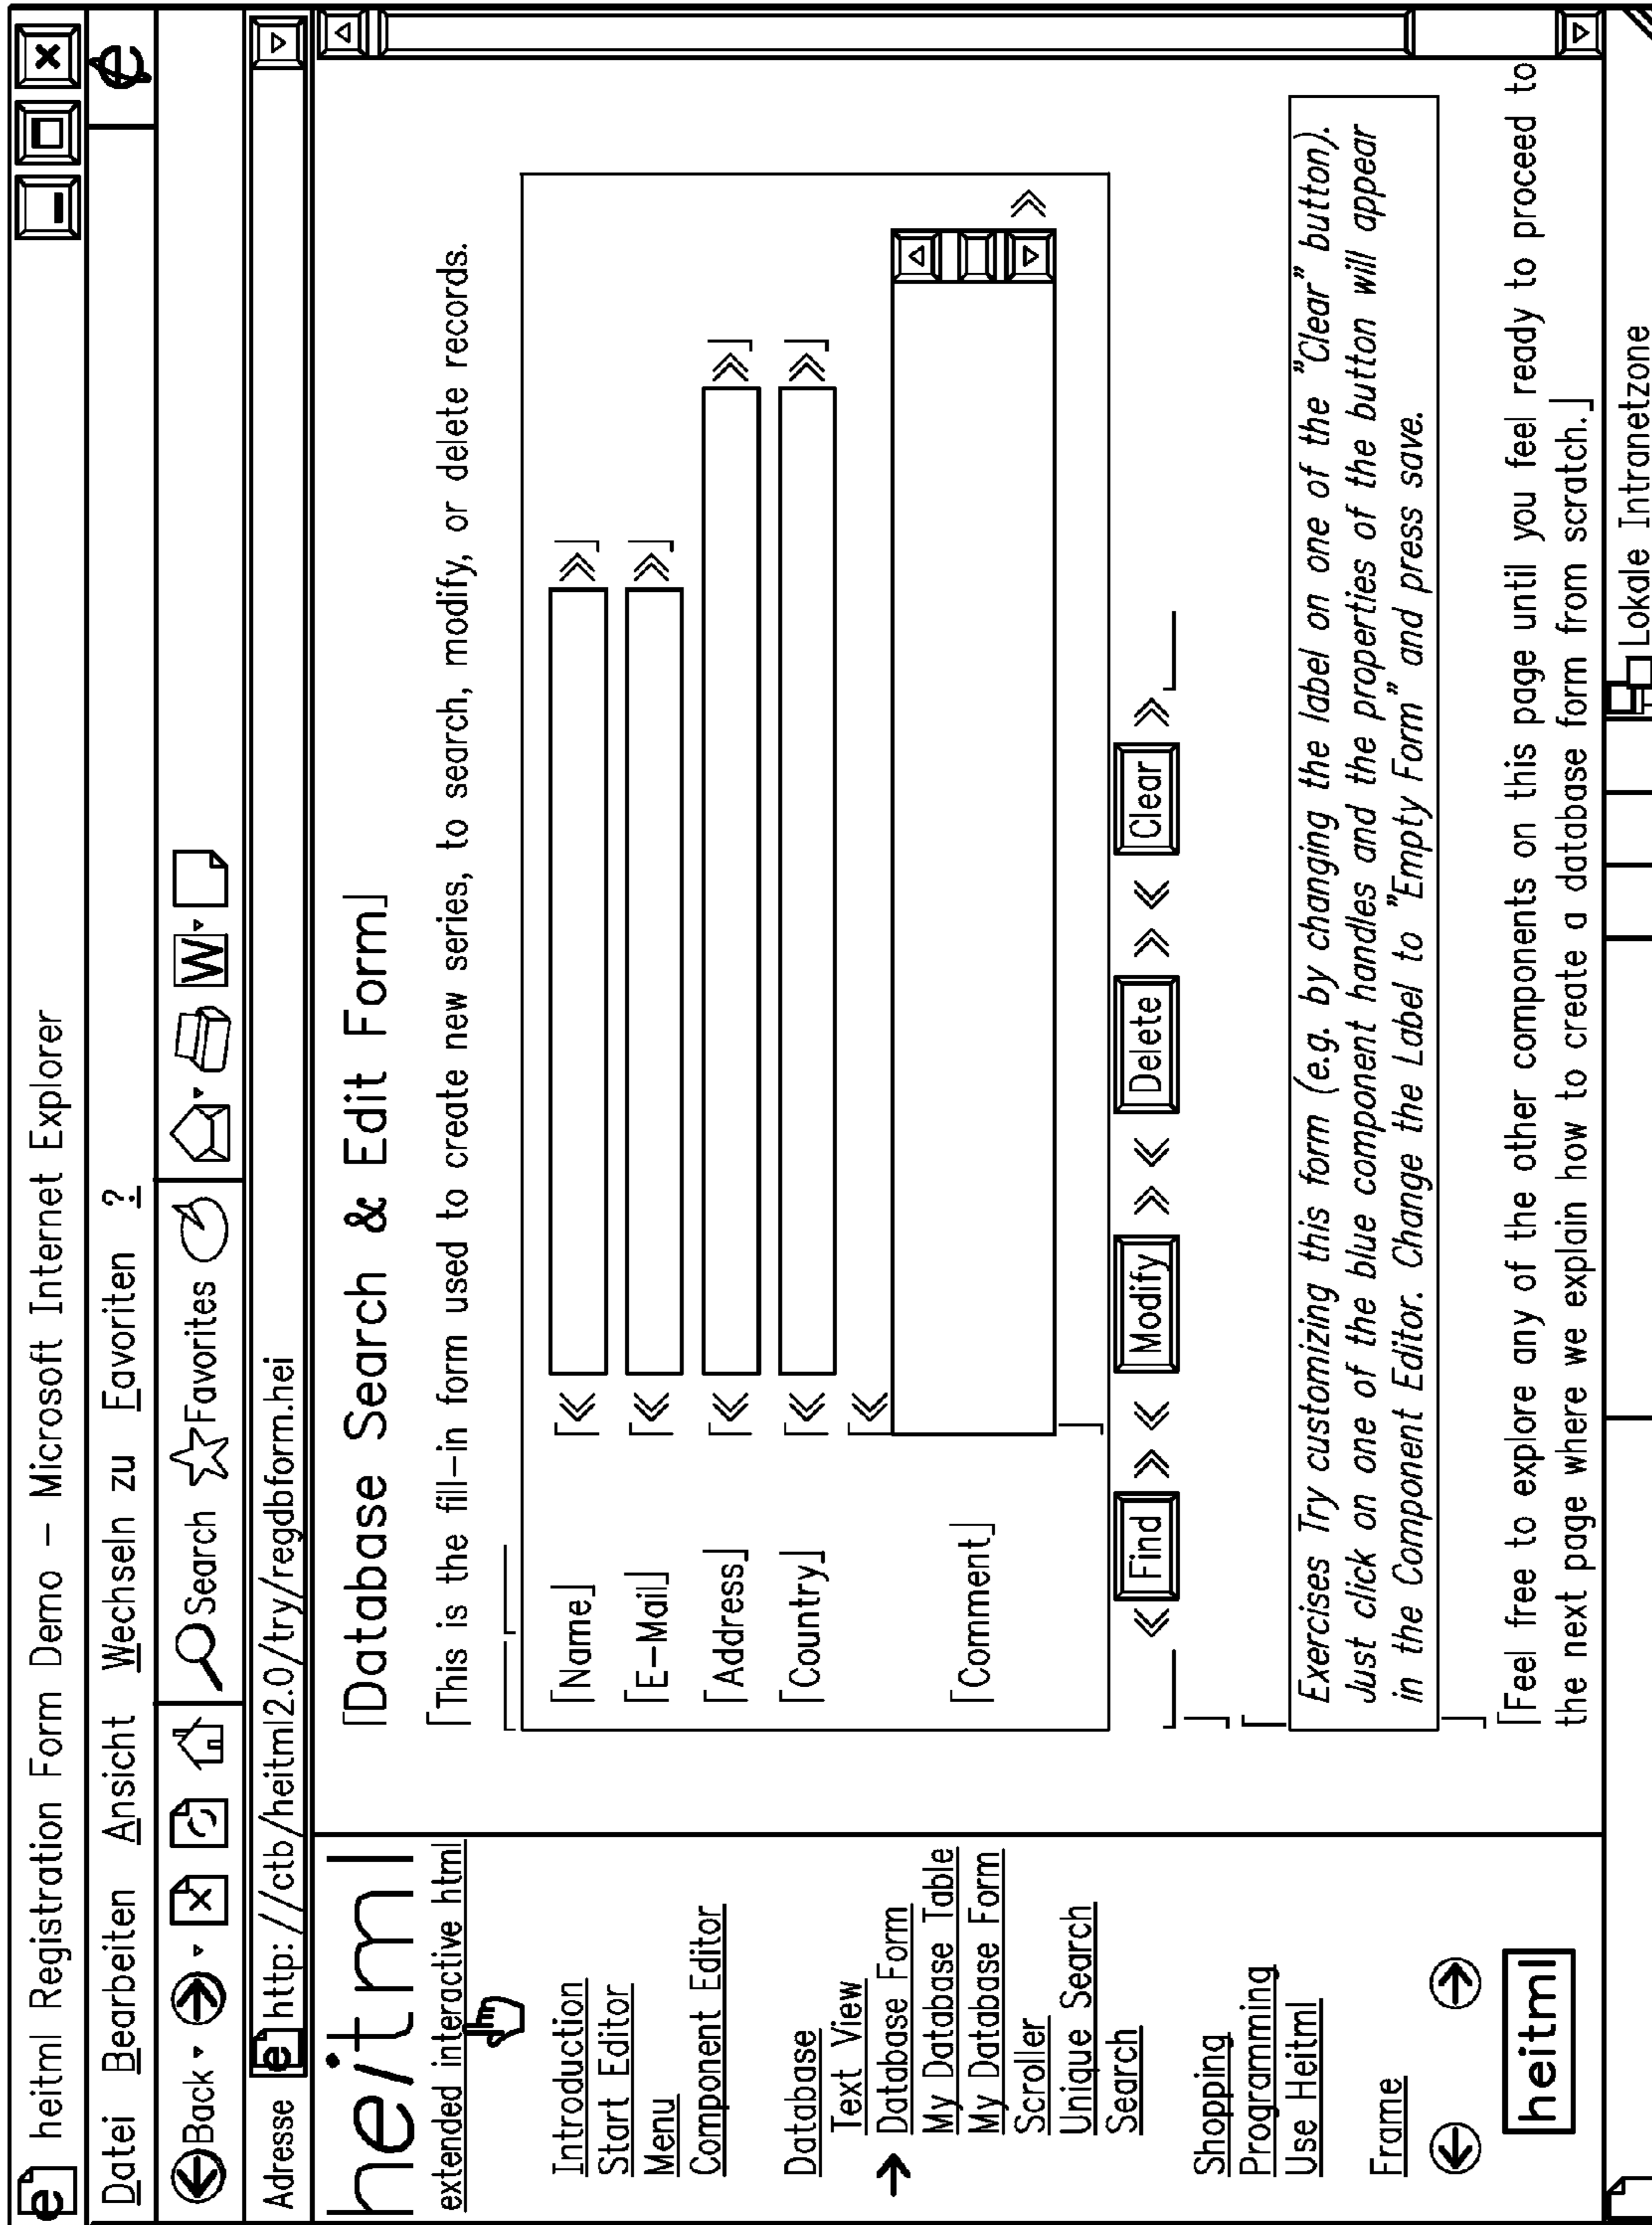 heitml Registration Form Demo – Microsoft Internet Explorer
Datei Bearbeiten Ansicht Wechseln zu Favoriten ?
Back Search Favorites W
Adresse http://ctb/heitml2.0/try/regdbform.hei
heitml
extended interactive html
Introduction
Start Editor
Menu
Component Editor
Database
Text View
Database Form
My Database Table
My Database Form
Scroller
Unique Search
Search
Shopping
Programming
Use Heitml
Frame
heitml
Database Search & Edit Form
This is the fill–in form used to create new series, to search, modify, or delete records.
Name
E–Mail
Address
Country
Comment
Find Modify Delete Clear
Exercises Try customizing this form (e.g. by changing the label on one of the "Clear" button).
Just click on one of the blue component handles and the properties of the button will appear
in the Component Editor. Change the Label to "Empty Form" and press save.
Feel free to explore any of the other components on this page until you feel ready to proceed to
the next page where we explain how to create a database form from scratch.
Lokale Intranetzone